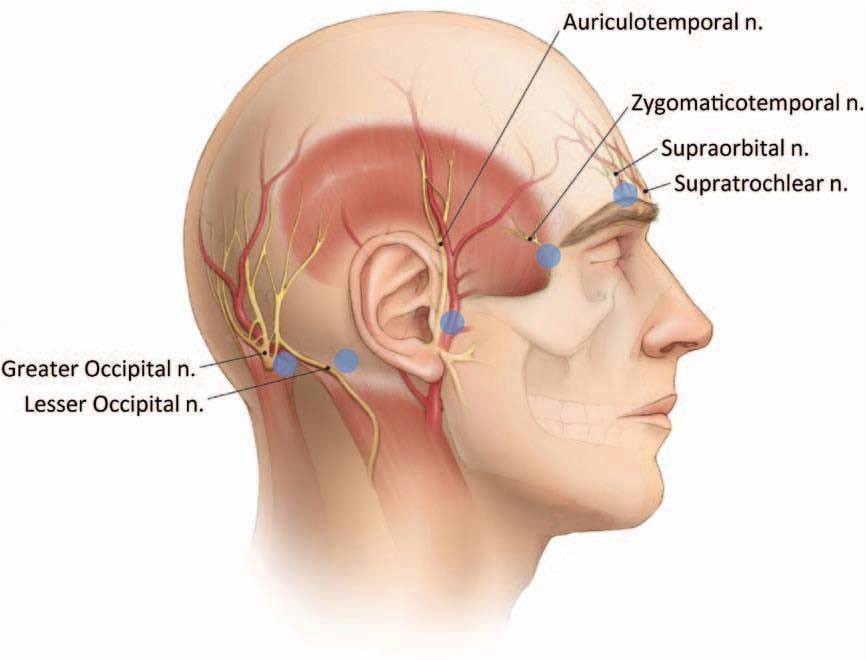 Auriculotemporal n.
Zygomaticotemporal n.
Supraorbital n.
Supratrochlear n.
Greater Occipital n.
Lesser Occipital n.